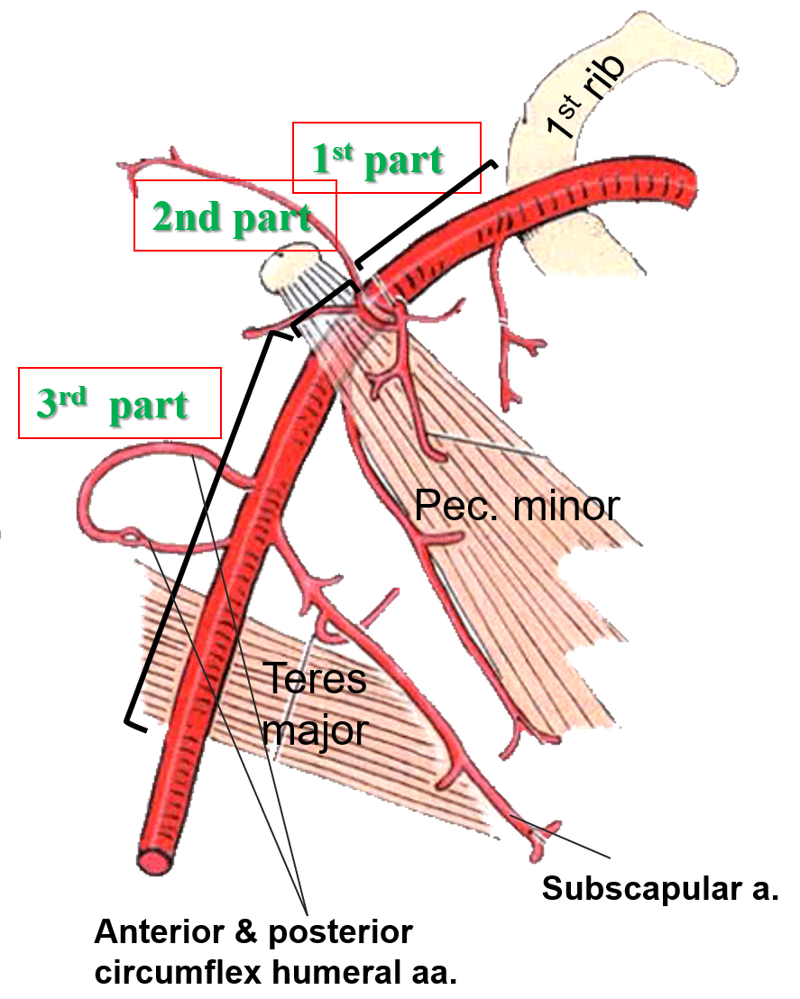 1st rib
1st part
2nd part
3rd part
Pec. minor
Teres
major
Subscapular a.
Anterior & posterior
circumflex humeral aa.